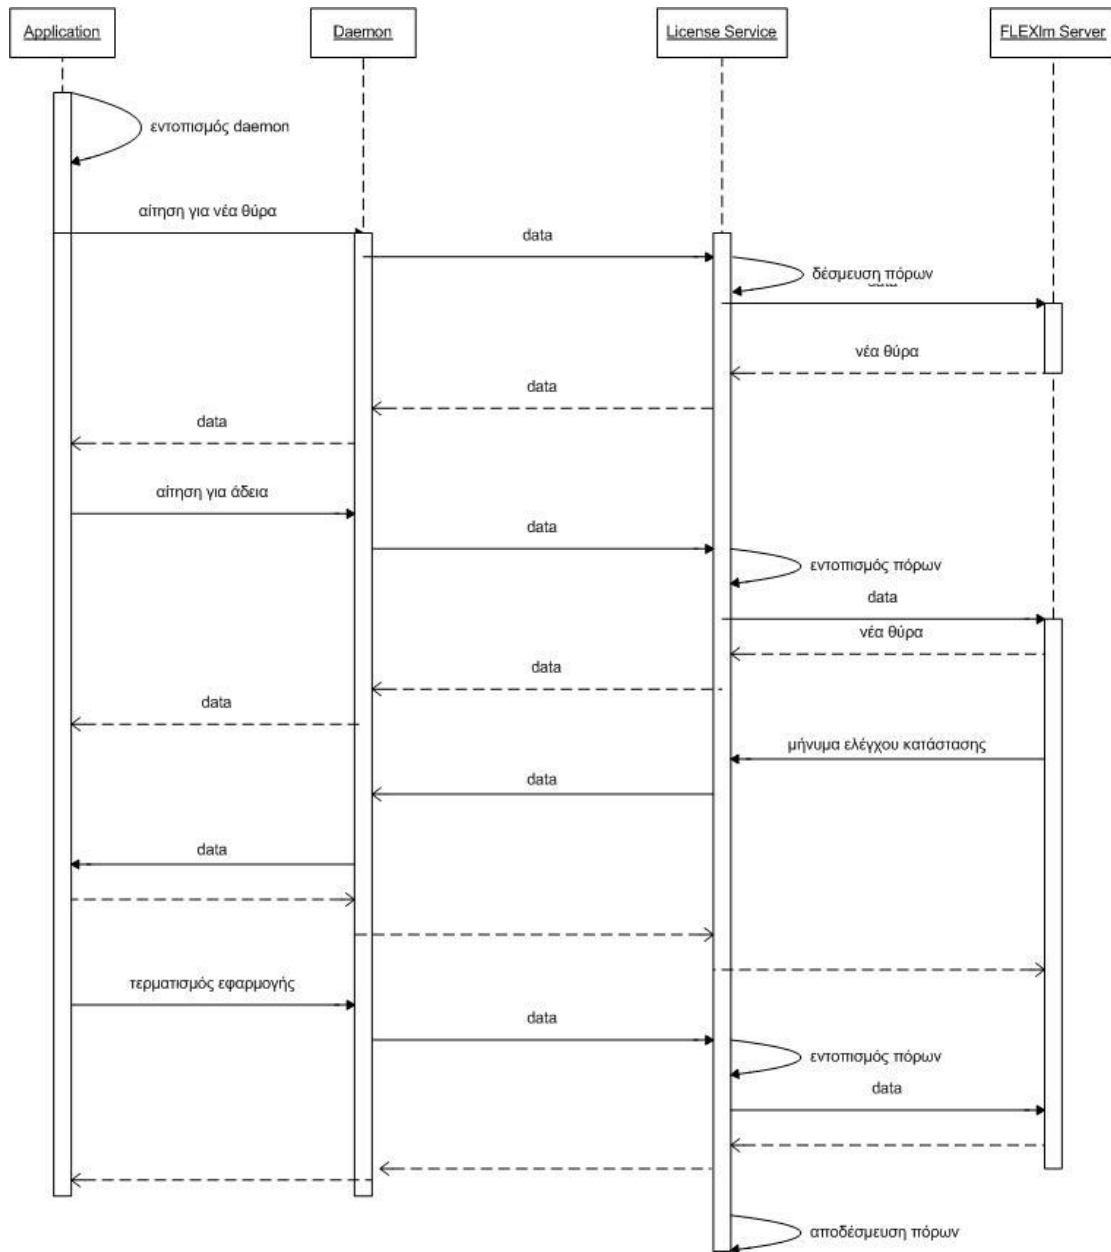 Application
Daemon
License Service
FLEXlm Server
εντοπισμός daemon
αίτηση για νέα θύρα
data
δέσμευση πόρων
data
νέα θύρα
data
data
αίτηση για άδεια
data
εντοπισμός πόρων
data
νέα θύρα
data
data
μήνυμα ελέγχου κατάστασης
data
data
τερματισμός εφαρμογής
data
εντοπισμός πόρων
data
αποδέσμευση πόρων